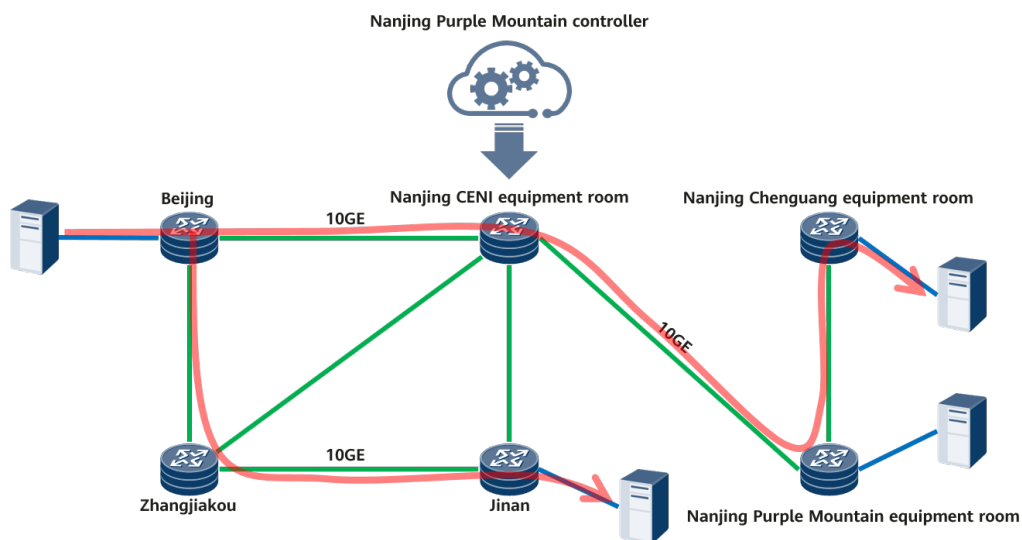 Nanjing Purple Mountain controller
Beijing
Nanjing CENI equipment room
Nanjing Chenguang equipment room
10GE
10GE
10GE
Zhangjiakou
Jinan
Nanjing Purple Mountain equipment room